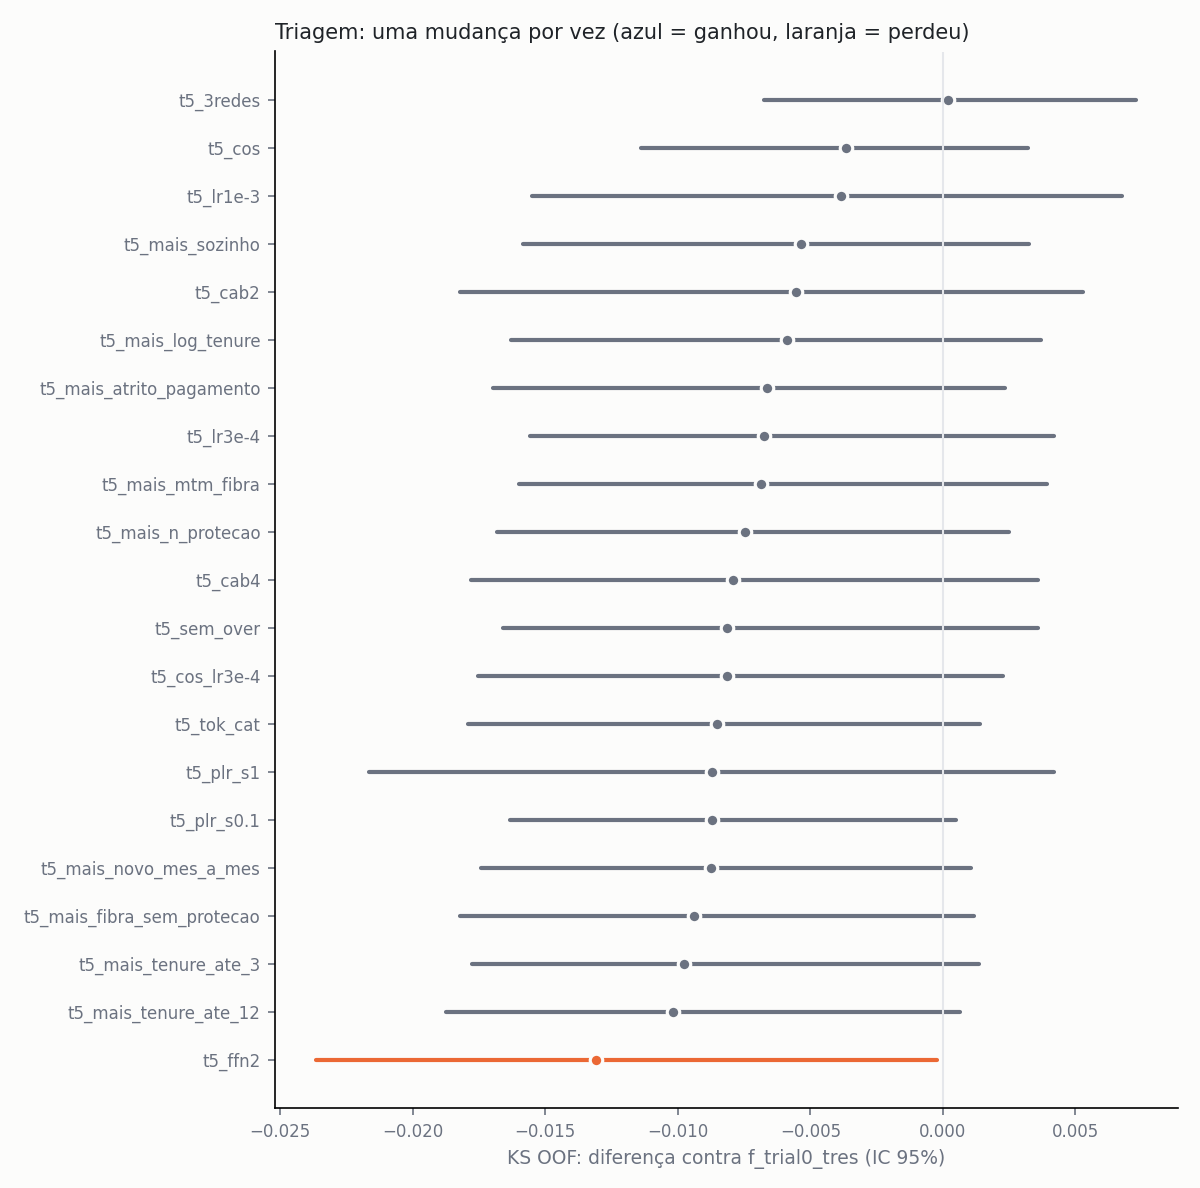 Triagem: uma mudança por vez (azul = ganhou, laranja = perdeu)
t5_3redes
t5_cos
t5_lr1e-3
t5_mais_sozinho
t5_cab2
t5_mais_log_tenure
t5_mais_atrito_pagamento
t5_lr3e-4
t5_mais_mtm_fibra
t5_mais_n_protecao
t5_cab4
t5_sem_over
t5_cos_lr3e-4
t5_tok_cat
t5_plr_s1
t5_plr_s0.1
t5_mais_novo_mes_a_mes
t5_mais_fibra_sem_protecao
t5_mais_tenure_ate_3
t5_mais_tenure_ate_12
t5_ffn2
−0.025 −0.020 −0.015 −0.010 −0.005 0.000 0.005
KS OOF: diferença contra f_trial0_tres (IC 95%)